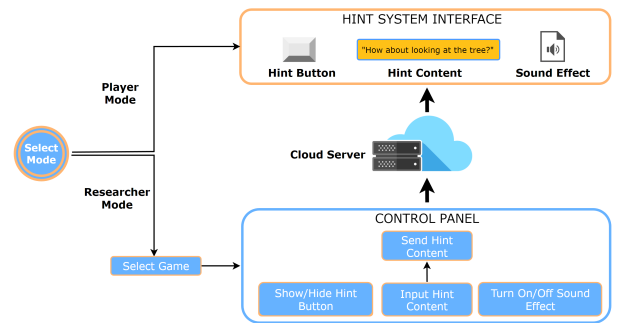 HINT SYSTEM INTERFACE
"How about looking at the tree?"
Hint Button
Hint Content
Sound Effect
Player
Mode
Select
Mode
Cloud Server
Researcher
Mode
CONTROL PANEL
Send Hint
Content
Select Game
Show/Hide Hint
Button
Input Hint
Content
Turn On/Off Sound
Effect